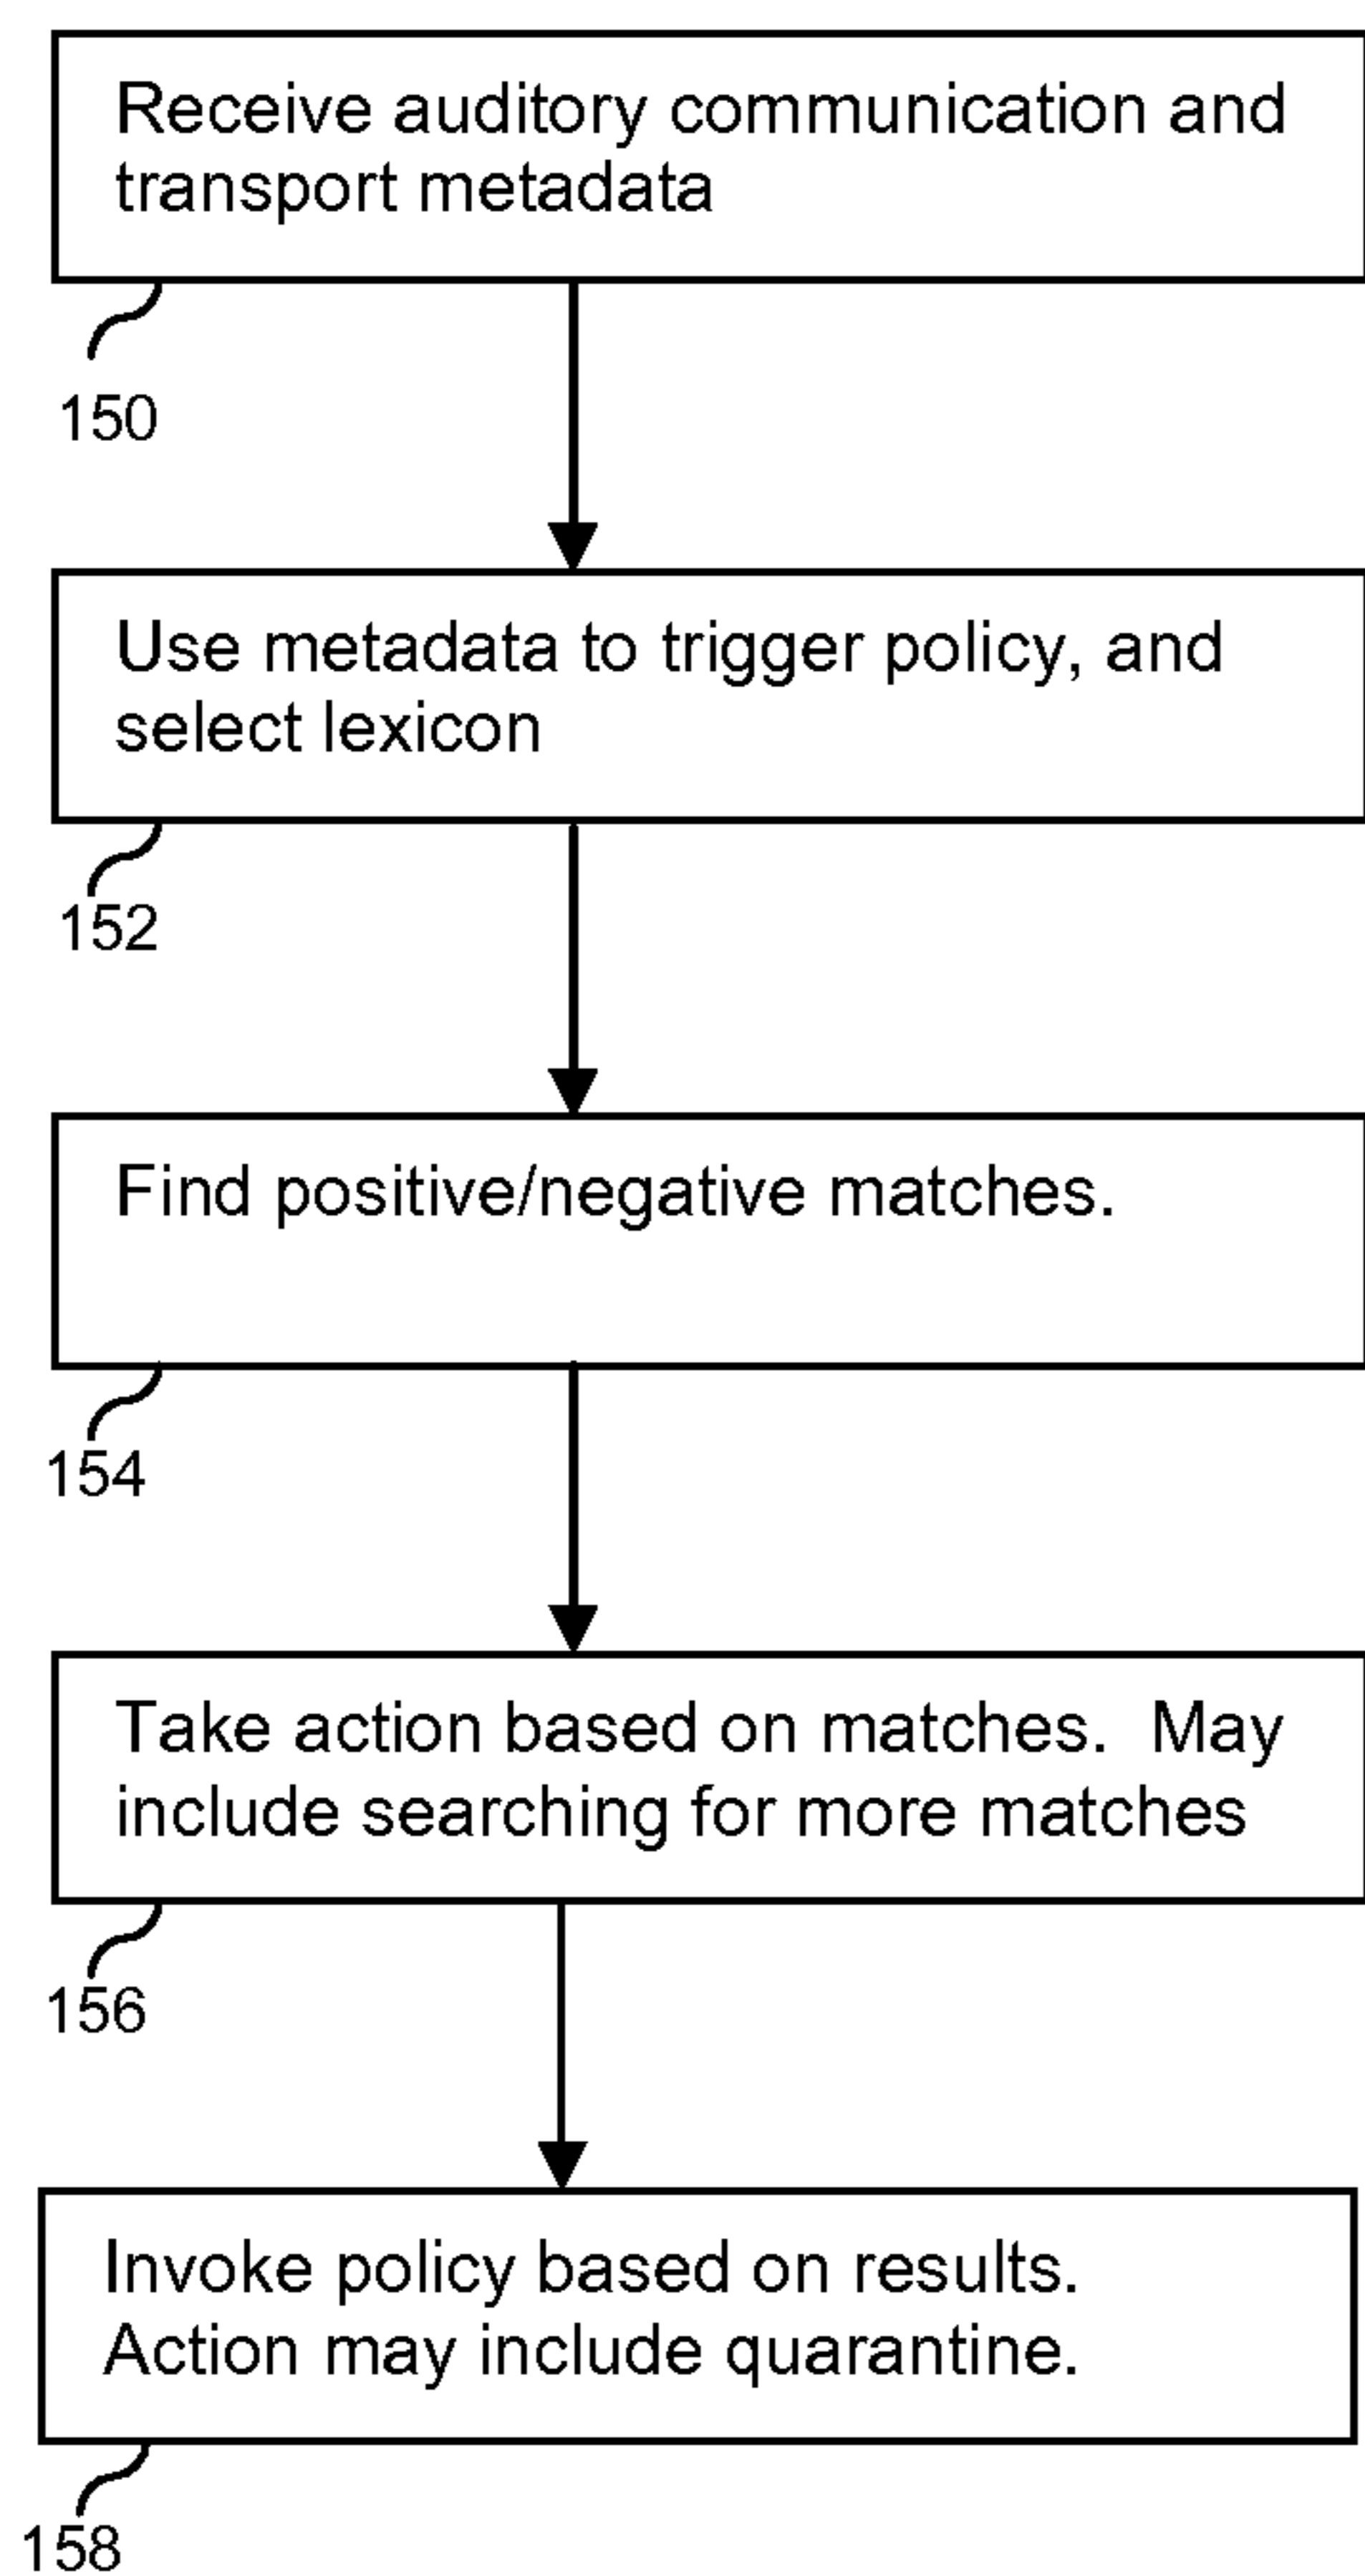 Receive auditory communication and
transport metadata
150
Use metadata to trigger policy, and
select lexicon
152
Find positive/negative matches.
154
Take action based on matches.  May
include searching for more matches
156
Invoke policy based on results.
Action may include quarantine.
158